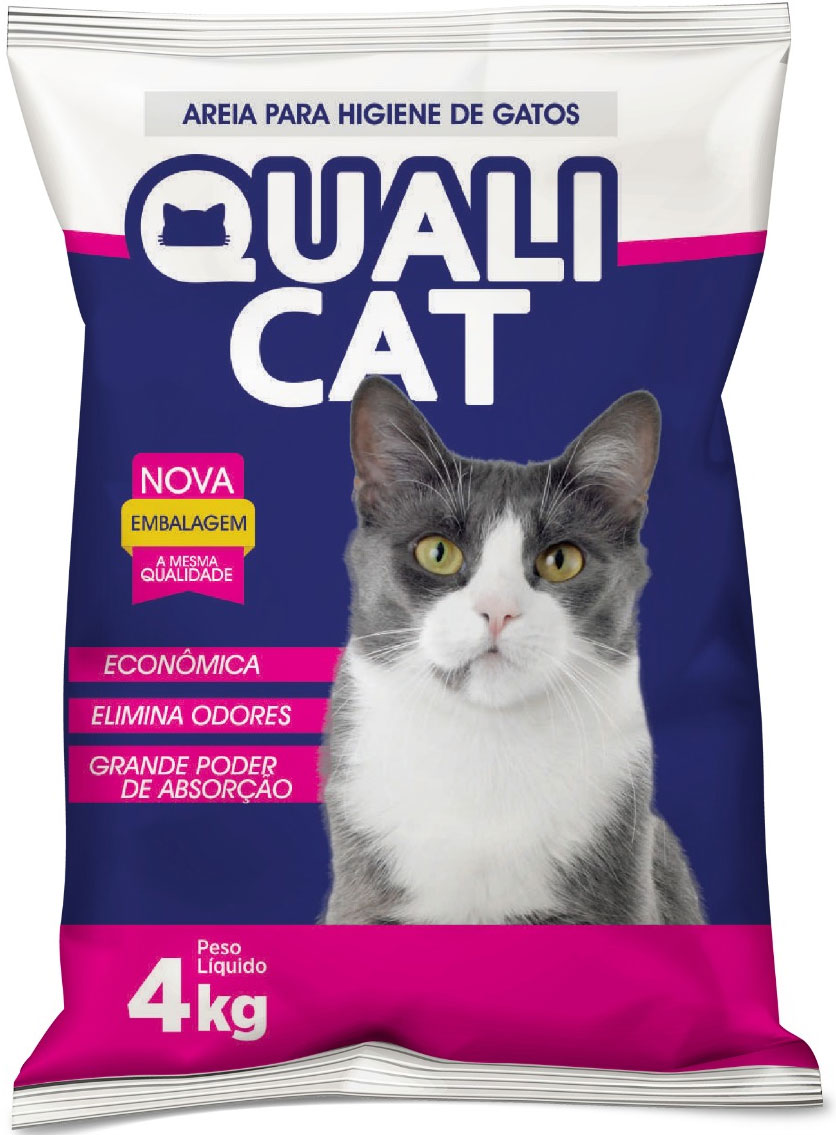 AREIA PARA HIGIENE DE GATOS
QUALI
CAT
NOVA
EMBALAGEM
A MESMA
QUALIDADE
ECONÔMICA
ELIMINA ODORES
GRANDE PODER
DE ABSORÇÃO
Peso
Líquido
4kg